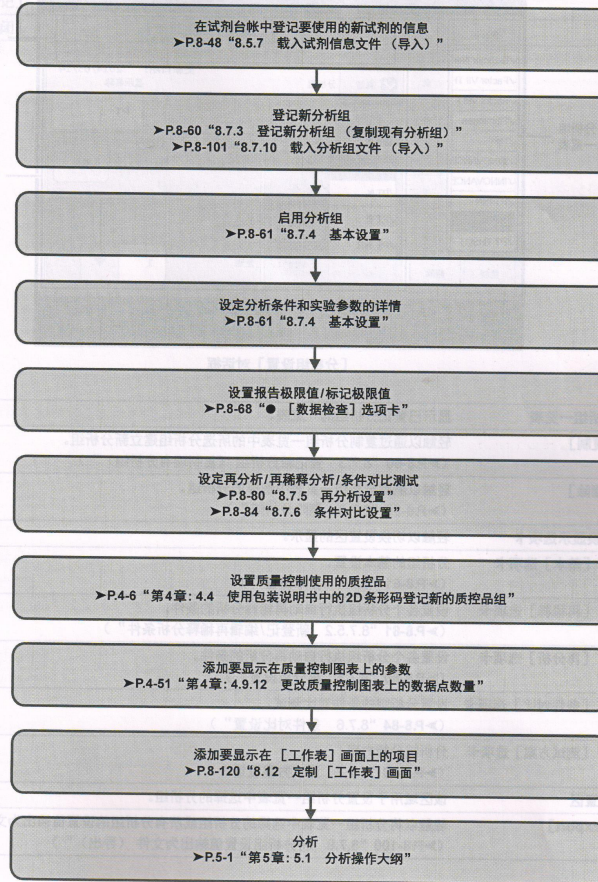 在试剂台帐中登记要使用的新试剂的信息
➤P.8-48“8.5.7 载入试剂信息文件（导入）”
登记新分析组
➤P.8-60“8.7.3 登记新分析组（复制现有分析组）”
➤P.8-101“8.7.10 载入分析组文件（导入）”
启用分析组
➤P.8-61“8.7.4 基本设置”
设定分析条件和实验参数的详情
➤P.8-61“8.7.4 基本设置”
设置报告极限值/标记极限值
➤P.8-68“● ［数据检查］选项卡”
设定再分析/再稀释分析/条件对比测试
➤P.8-80“8.7.5 再分析设置”
➤P.8-84“8.7.6 条件对比设置”
设置质量控制使用的质控品
➤P.4-6“第4章: 4.4 使用包装说明书中的2D条形码登记新的质控品组”
添加要显示在质量控制图表上的参数
➤P.4-51“第4章: 4.9.12 更改质量控制图表上的数据点数量”
添加要显示在［工作表］画面上的项目
➤P.8-120“8.12 定制［工作表］画面”
分析
➤P.5-1“第5章: 5.1 分析操作大纲”